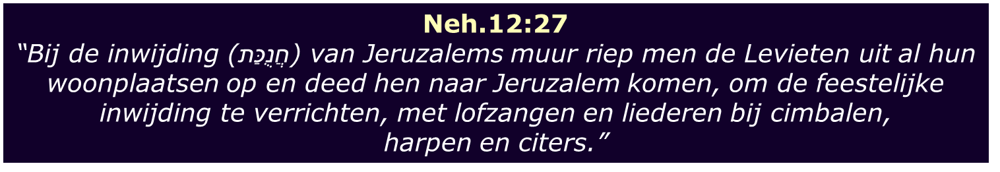 Neh.12:27
“Bij de inwijding (חֲנֻכַּת) van Jeruzalems muur riep men de Levieten uit al hun
woonplaatsen op en deed hen naar Jeruzalem komen, om de feestelijke
inwijding te verrichten, met lofzangen en liederen bij cimbalen,
harpen en citers.”